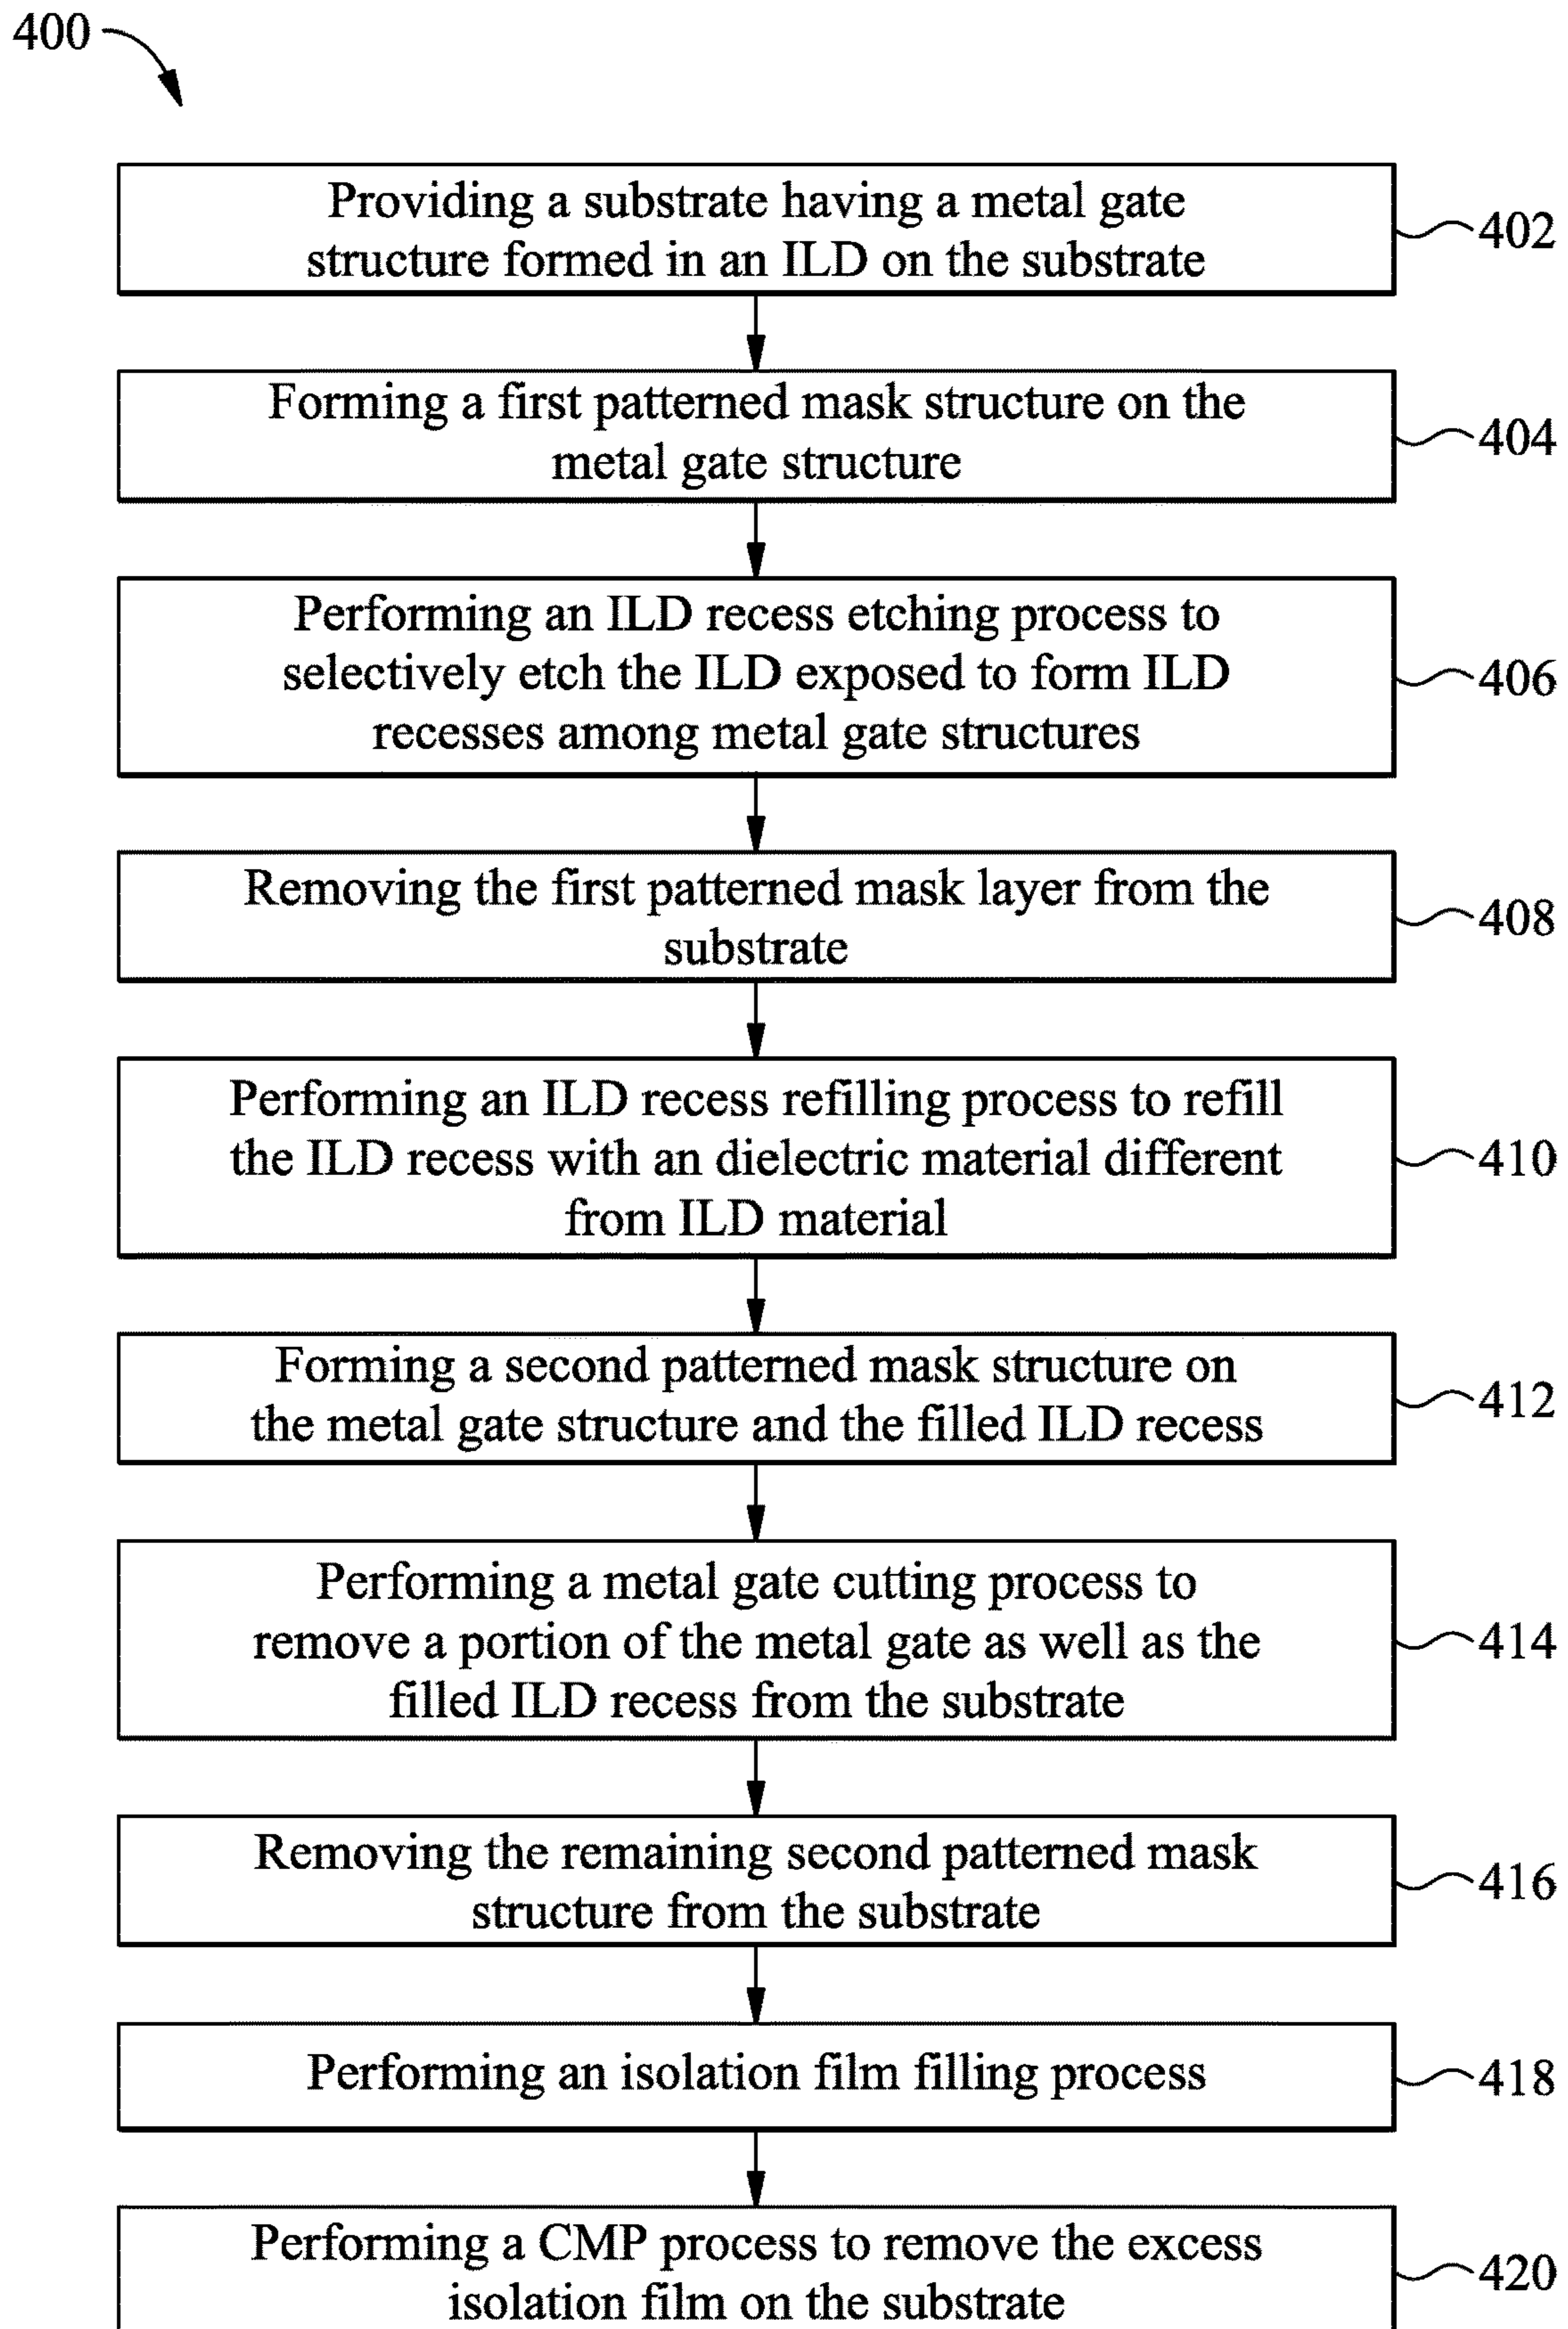 400
Providing a substrate having a metal gate
structure formed in an ILD on the substrate
402
Forming a first patterned mask structure on the
metal gate structure
404
Performing an ILD recess etching process to
selectively etch the ILD exposed to form ILD
recesses among metal gate structures
406
Removing the first patterned mask layer from the
substrate
408
Performing an ILD recess refilling process to refill
the ILD recess with an dielectric material different
from ILD material
410
Forming a second patterned mask structure on
the metal gate structure and the filled ILD recess
412
Performing a metal gate cutting process to
remove a portion of the metal gate as well as the
filled ILD recess from the substrate
414
Removing the remaining second patterned mask
structure from the substrate
416
Performing an isolation film filling process
418
Performing a CMP process to remove the excess
isolation film on the substrate
420